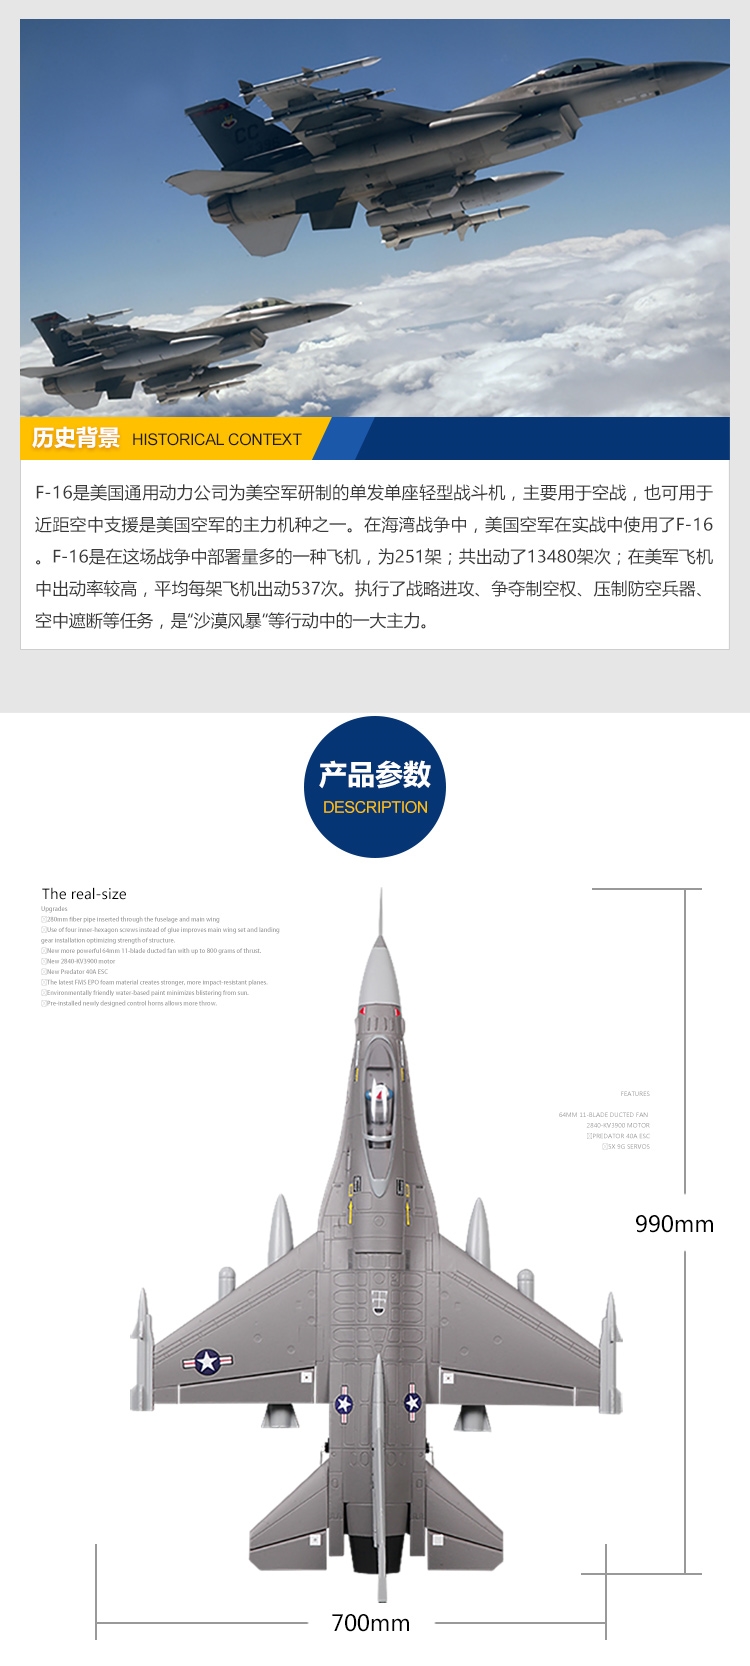 CC
历史背景 HISTORICAL CONTEXT
F-16是美国通用动力公司为美空军研制的单发单座轻型战斗机，主要用于空战，也可用于
近距空中支援是美国空军的主力机种之一。在海湾战争中，美国空军在实战中使用了F-16
。F-16是在这场战争中部署量多的一种飞机，为251架；共出动了13480架次；在美军飞机
中出动率较高，平均每架飞机出动537次。执行了战略进攻、争夺制空权、压制防空兵器、
空中遮断等任务，是“沙漠风暴”等行动中的一大主力。
产品参数
DESCRIPTION
The real-size
Upgrades
280mm fiber pipe inserted through the fuselage and main wing
Use of four inner-hexagon screws instead of glue improves main wing set and landing
gear installation optimizing strength of structure.
New more powerful 64mm 11-blade ducted fan with up to 800 grams of thrust.
New 2840-KV3900 motor
New Predator 40A ESC
The latest FMS EPO foam material creates stronger, more impact-resistant planes.
Environmentally friendly water-based paint minimizes blistering from sun.
Pre-installed newly designed control horns allows more throw.
FEATURES
64MM 11-BLADE DUCTED FAN
2840-KV3900 MOTOR
PREDATOR 40A ESC
5X 9G SERVOS
990mm
700mm